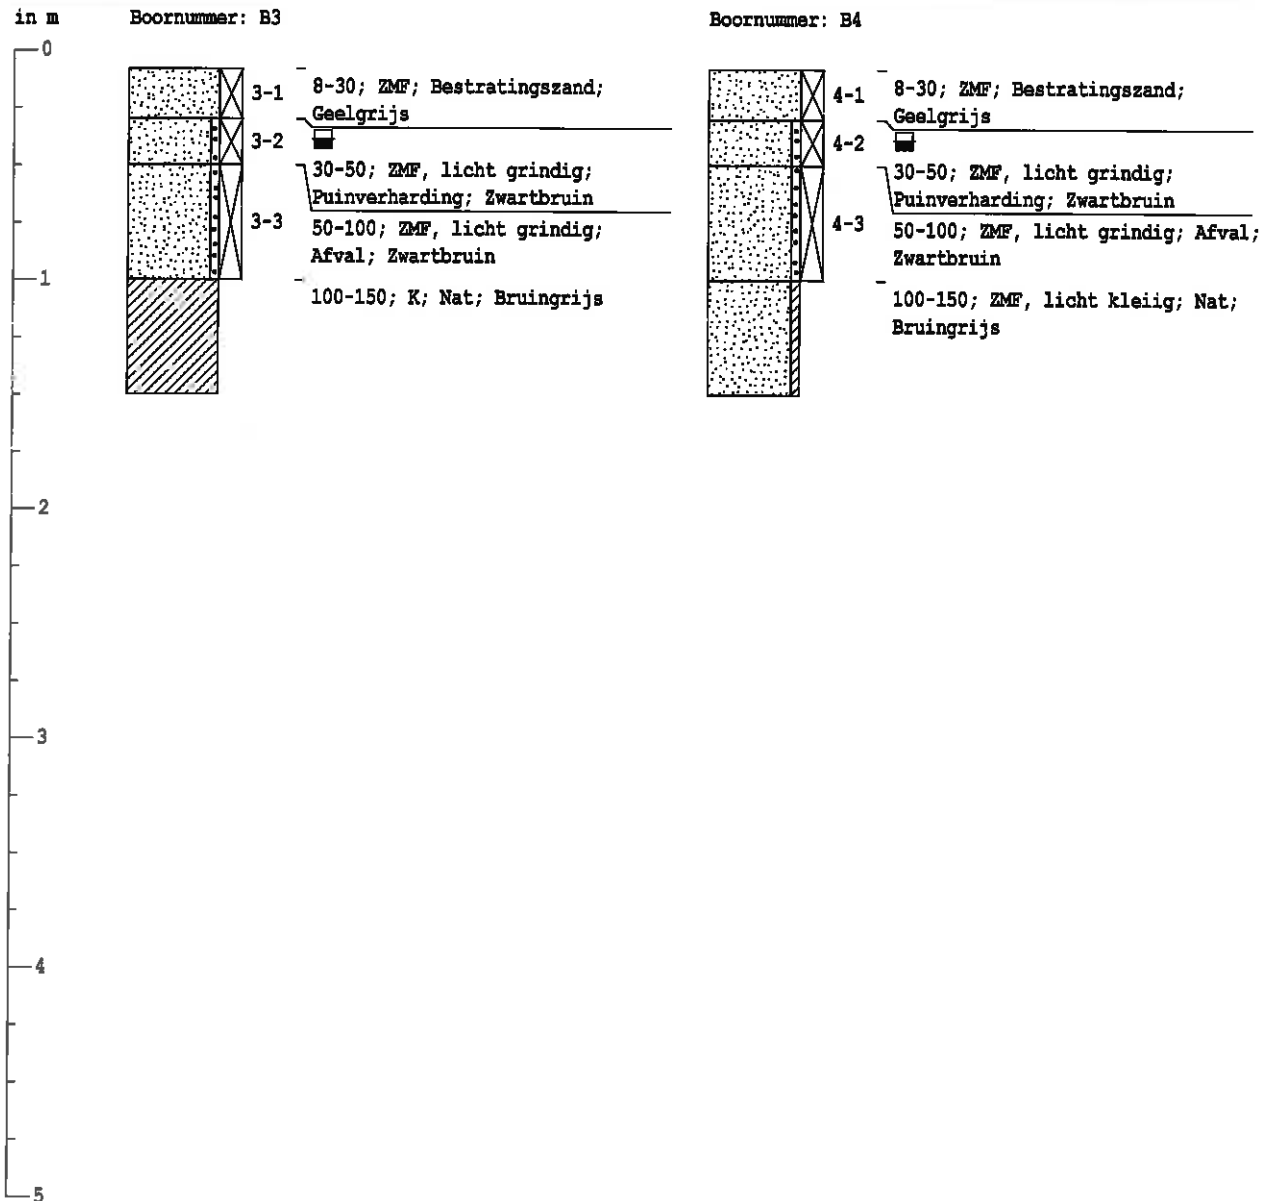 in m
Boornummer: B3
0
3-1
8-30; ZMF; Bestratingszand;
Geelgrijs
3-2
30-50; ZMF, licht grindig;
Puinverharding; Zwartbruin
3-3
50-100; ZMF, licht grindig;
Afval; Zwartbruin
1
100-150; K; Nat; Bruingrijs
2
3
4
5
Boornummer: B4
4-1
8-30; ZMF; Bestratingszand;
Geelgrijs
4-2
30-50; ZMF, licht grindig;
Puinverharding; Zwartbruin
4-3
50-100; ZMF, licht grindig; Afval;
Zwartbruin
100-150; ZMF, licht kleiig; Nat;
Bruingrijs